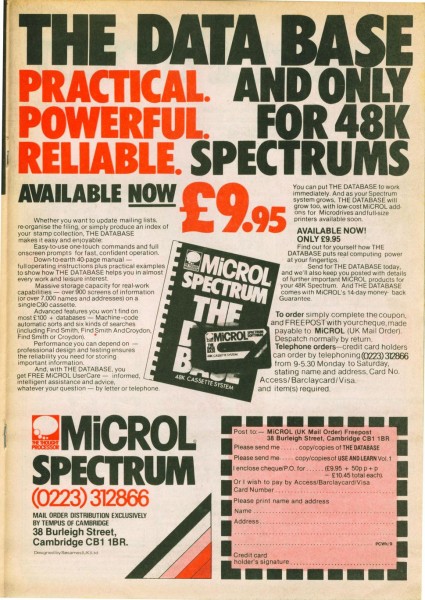 THE DATA BASE
PRACTICAL. AND ONLY
POWERFUL. FOR 48K
RELIABLE. SPECTRUMS
AVAILABLE NOW £9.95
Whether you want to update mailing lists,
re-organise the filing, or simply produce an index of
your stamp collection, THE DATABASE
makes it easy and enjoyable:
Easy-to-use one-touch commands and full
onscreen prompts for fast, confident operation.
Down-to-earth 40-page manual —
full operating instructions plus practical examples
to show how THE DATABASE helps you in almost
every work and leisure interest.
Massive storage capacity for real-work
capabilities — over 900 screens of information
(or over 7,000 names and addresses) on a
single C90 cassette.
Advanced features you won't find on
most £100 + databases — Machine-code
automatic sorts and six kinds of searches
(including Find Smith, Find Smith And Croydon,
Find Smith or Croydon).
Performance you can depend on —
professional design and testing ensures
the reliability you need for storing
important information.
And, with THE DATABASE, you
get FREE MiCROL UserCare — informed,
intelligent assistance and advice,
whatever your question — by letter or telephone.
You can put THE DATABASE to work
immediately. And as your Spectrum
system grows, THE DATABASE will
grow too, with low-cost MiCROL add-
ons for Microdrives and full-size
printers available soon.
AVAILABLE NOW!
ONLY £9.95
Find out for yourself how THE
DATABASE puts real computing power
at your fingertips.
Send for THE DATABASE today,
and we'll also keep you posted with details
of further important MiCROL products for
your 48K Spectrum. And THE DATABASE
comes with MiCROL's 14-day money-back
Guarantee.
To order simply complete the coupon,
and FREEPOST with your cheque, made
payable to MiCROL (UK Mail Order).
Despatch normally by return.
Telephone orders—credit card holders
can order by telephoning (0223) 312866
from 9-5.30 Monday to Saturday,
stating name and address, Card No.
Access/Barclaycard/Visa.
and item(s) required.
MiCROL
SPECTRUM
THE
BASE
48K CASSETTE SYSTEM
MiCROL
SPECTRUM
(0223) 312866
MAIL ORDER DISTRIBUTION EXCLUSIVELY
BY TEMPUS OF CAMBRIDGE
38 Burleigh Street,
Cambridge CB1 1BR.
Post to:— MiCROL (UK Mail Order) Freepost
38 Burleigh Street, Cambridge CB1 1BR
Please send me .... copy/copies of THE DATABASE
Please send me .... copy/copies of USE AND LEARN Vol. 1
I enclose cheque/P.O. for ..... (£9.95 + 50p p + p
— £10.45 total each)
Or I wish to pay by Access/Barclaycard/Visa
Card Number
Please print name and address
Name
Address
Credit card
holder's signature